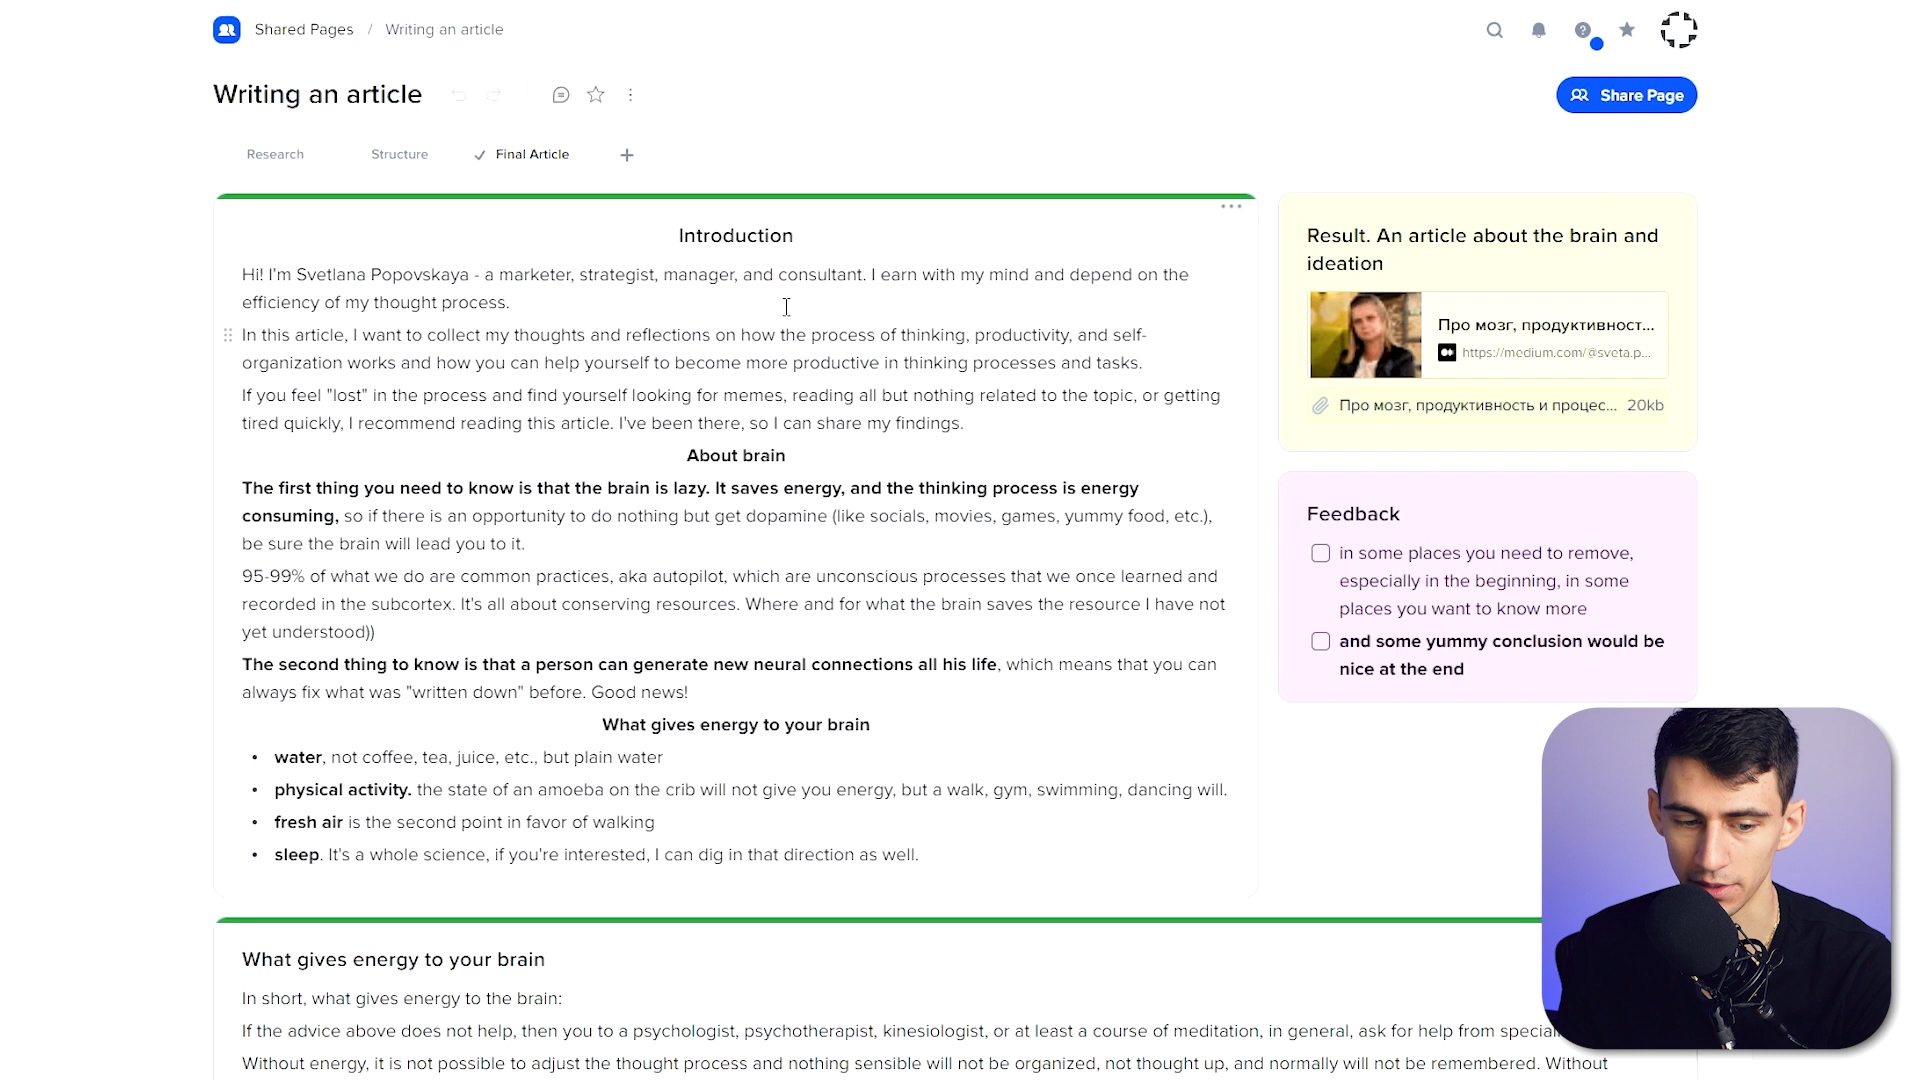 Shared Pages / Writing an article
Writing an article
Share Page
Research
Structure
Final Article
Introduction
Hi! I'm Svetlana Popovskaya - a marketer, strategist, manager, and consultant. I earn with my mind and depend on the
efficiency of my thought process.
In this article, I want to collect my thoughts and reflections on how the process of thinking, productivity, and self-
organization works and how you can help yourself to become more productive in thinking processes and tasks.
If you feel "lost" in the process and find yourself looking for memes, reading all but nothing related to the topic, or getting
tired quickly, I recommend reading this article. I've been there, so I can share my findings.
About brain
The first thing you need to know is that the brain is lazy. It saves energy, and the thinking process is energy
consuming, so if there is an opportunity to do nothing but get dopamine (like socials, movies, games, yummy food, etc.),
be sure the brain will lead you to it.
95-99% of what we do are common practices, aka autopilot, which are unconscious processes that we once learned and
recorded in the subcortex. It's all about conserving resources. Where and for what the brain saves the resource I have not
yet understood))
The second thing to know is that a person can generate new neural connections all his life, which means that you can
always fix what was "written down" before. Good news!
What gives energy to your brain
• water, not coffee, tea, juice, etc., but plain water
• physical activity. the state of an amoeba on the crib will not give you energy, but a walk, gym, swimming, dancing will.
• fresh air is the second point in favor of walking
• sleep. It's a whole science, if you're interested, I can dig in that direction as well.
Result. An article about the brain and
ideation
Про мозг, продуктивност...
https://medium.com/@sveta.p...
Про мозг, продуктивность и процес... 20kb
Feedback
in some places you need to remove,
especially in the beginning, in some
places you want to know more
and some yummy conclusion would be
nice at the end
What gives energy to your brain
In short, what gives energy to the brain:
If the advice above does not help, then you to a psychologist, psychotherapist, kinesiologist, or at least a course of meditation, in general, ask for help from
Without energy, it is not possible to adjust the thought process and nothing sensible will not be organized, not thought up, and normally will not be remembered. Without